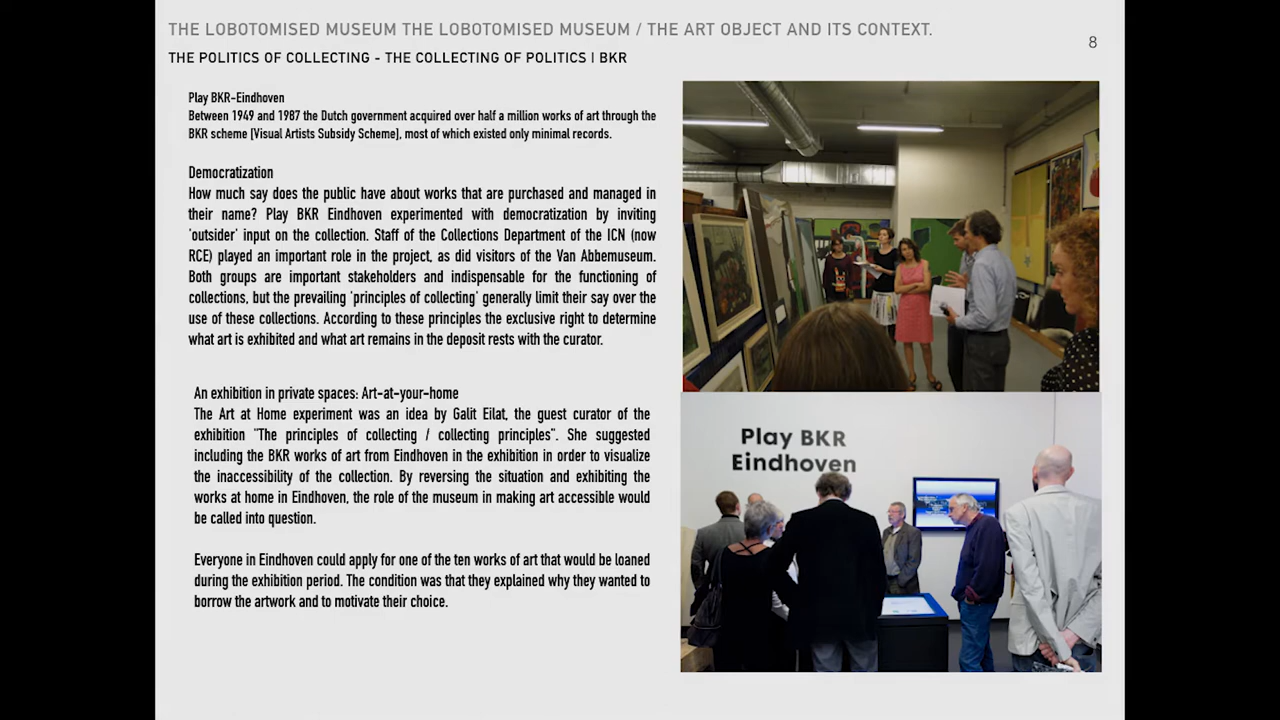 THE LOBOTOMISED MUSEUM THE LOBOTOMISED MUSEUM / THE ART OBJECT AND ITS CONTEXT.
8
THE POLITICS OF COLLECTING - THE COLLECTING OF POLITICS I BKR
Play BKR-Eindhoven
Between 1949 and 1987 the Dutch government acquired over half a million works of art through the
BKR scheme (Visual Artists Subsidy Scheme), most of which existed only minimal records.
Democratization
How much say does the public have about works that are purchased and managed in
their name? Play BKR Eindhoven experimented with democratization by inviting
'outsider' input on the collection. Staff of the Collections Department of the ICN (now
RCE) played an important role in the project, as did visitors of the Van Abbemuseum.
Both groups are important stakeholders and indispensable for the functioning of
collections, but the prevailing 'principles of collecting' generally limit their say over the
use of these collections. According to these principles the exclusive right to determine
what art is exhibited and what art remains in the deposit rests with the curator.
An exhibition in private spaces: Art-at-your-home
The Art at Home experiment was an idea by Galit Eilat, the guest curator of the
exhibition "The principles of collecting / collecting principles". She suggested
including the BKR works of art from Eindhoven in the exhibition in order to visualize
the inaccessibility of the collection. By reversing the situation and exhibiting the
works at home in Eindhoven, the role of the museum in making art accessible would
be called into question.
Everyone in Eindhoven could apply for one of the ten works of art that would be loaned
during the exhibition period. The condition was that they explained why they wanted to
borrow the artwork and to motivate their choice.
Play BKR
Eindhoven